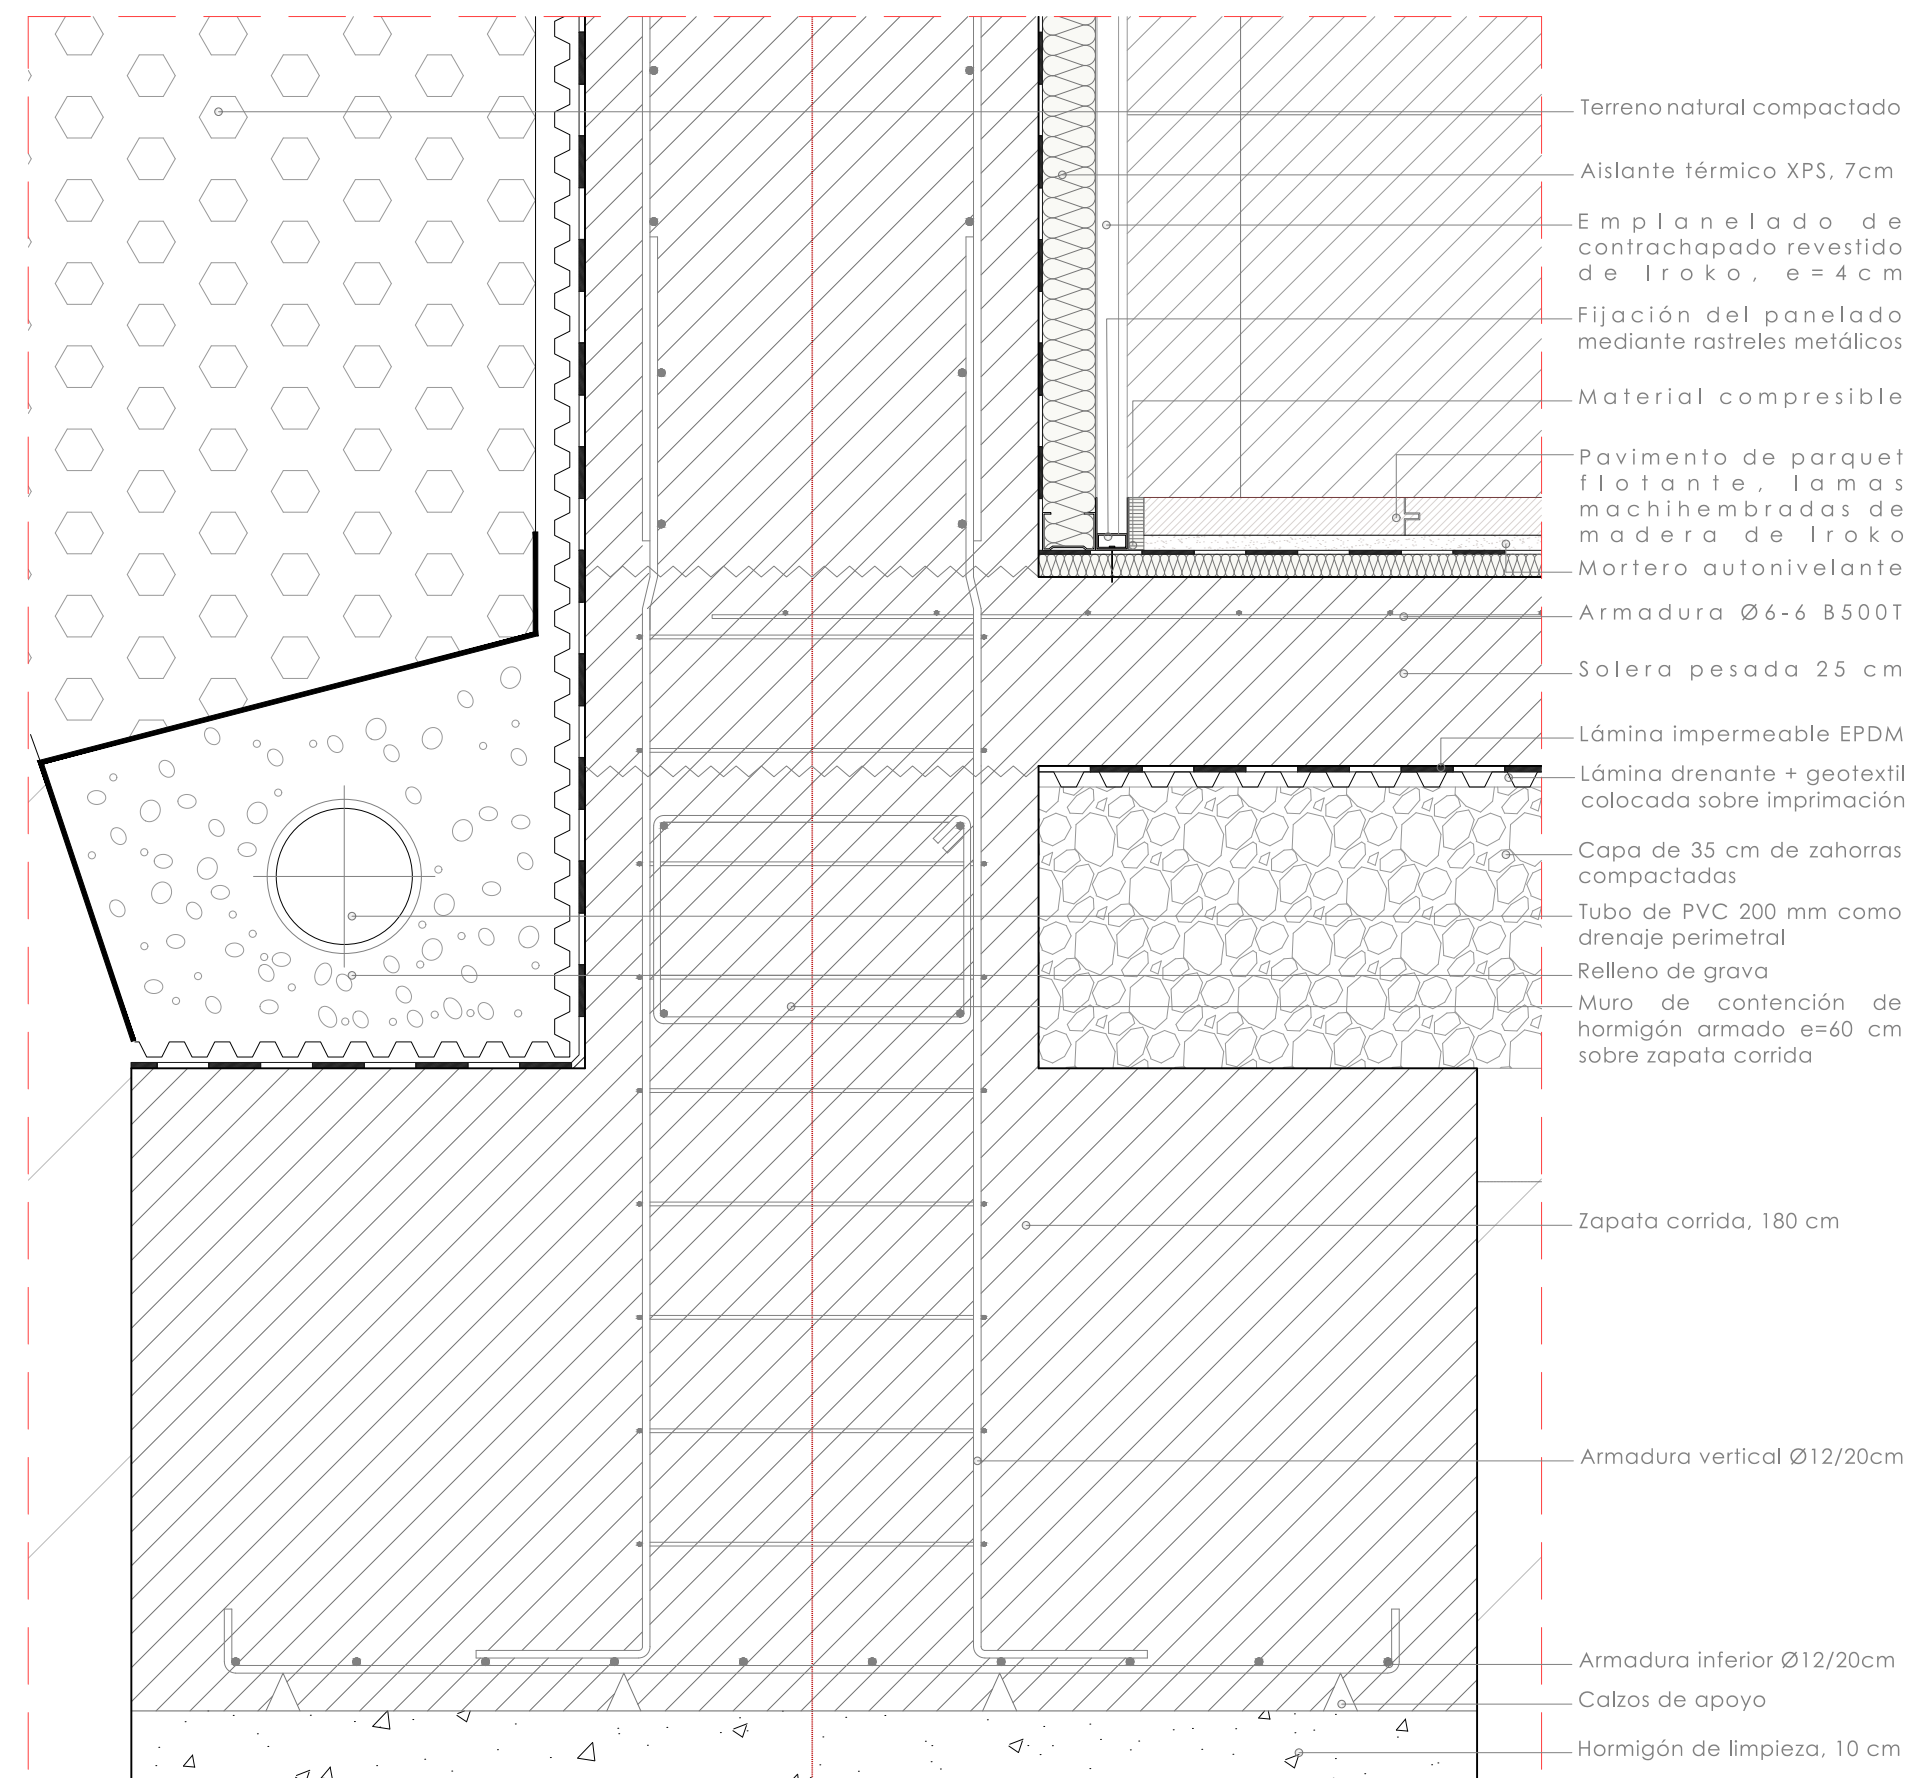 Terreno natural compactado
Aislante térmico XPS, 7cm
Emplanelado de
contrachapado revestido
de Iroko, e=4cm
Fijación del panelado
mediante rastreles metálicos
Material compresible
Pavimento de parquet
flotante, lamas
machihembradas de
madera de Iroko
Mortero autonivelante
Armadura Ø6-6 B500T
Solera pesada 25 cm
Lámina impermeable EPDM
Lámina drenante + geotextil
colocada sobre imprimación
Capa de 35 cm de zahorras
compactadas
Tubo de PVC 200 mm como
drenaje perimetral
Relleno de grava
Muro de contención de
hormigón armado e=60 cm
sobre zapata corrida
Zapata corrida, 180 cm
Armadura vertical Ø12/20cm
Armadura inferior Ø12/20cm
Calzos de apoyo
Hormigón de limpieza, 10 cm